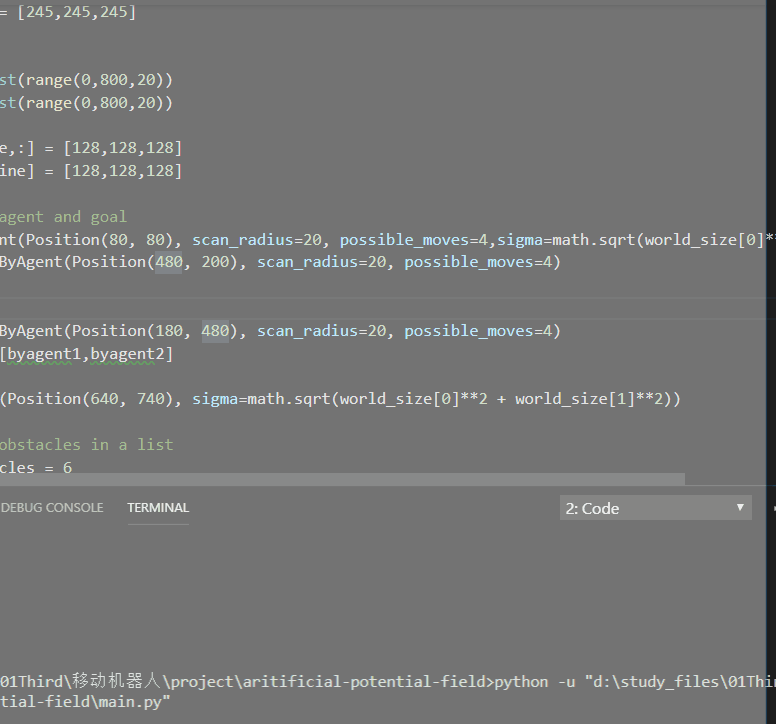 = [245,245,245]
st(range(0,800,20))
st(range(0,800,20))
e,:] = [128,128,128]
ine] = [128,128,128]
agent and goal
nt(Position(80, 80), scan_radius=20, possible_moves=4,sigma=math.sqrt(world_size[0]**
ByAgent(Position(480, 200), scan_radius=20, possible_moves=4)
ByAgent(Position(180, 480), scan_radius=20, possible_moves=4)
[byagent1,byagent2]
(Position(640, 740), sigma=math.sqrt(world_size[0]**2 + world_size[1]**2))
obstacles in a list
cles = 6
DEBUG CONSOLE TERMINAL 2: Code
01Third\移动机器人\project\aritificial-potential-field>python -u "d:\study_files\01Thi
tial-field\main.py"